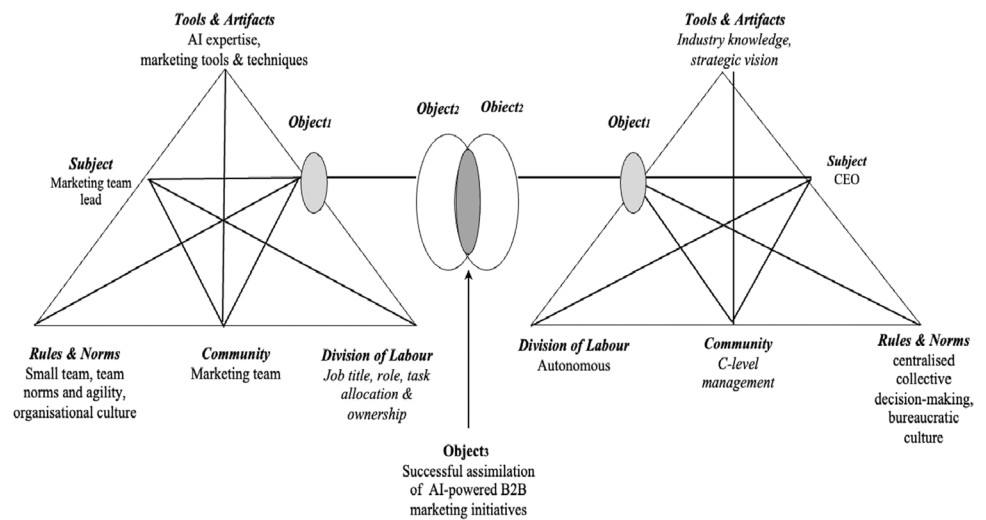 Tools & Artifacts
AI expertise,
marketing tools & techniques
Tools & Artifacts
Industry knowledge,
strategic vision
Object1
Object2
Obiect2
Object1
Subject
Marketing team
lead
Subject
CEO
Rules & Norms
Small team, team
norms and agility,
organisational culture
Community
Marketing team
Division of Labour
Job title, role, task
allocation &
ownership
Division of Labour
Autonomous
Community
C-level
management
Rules & Norms
centralised
collective
decision-making,
bureaucratic
culture
Object3
Successful assimilation
of AI-powered B2B
marketing initiatives